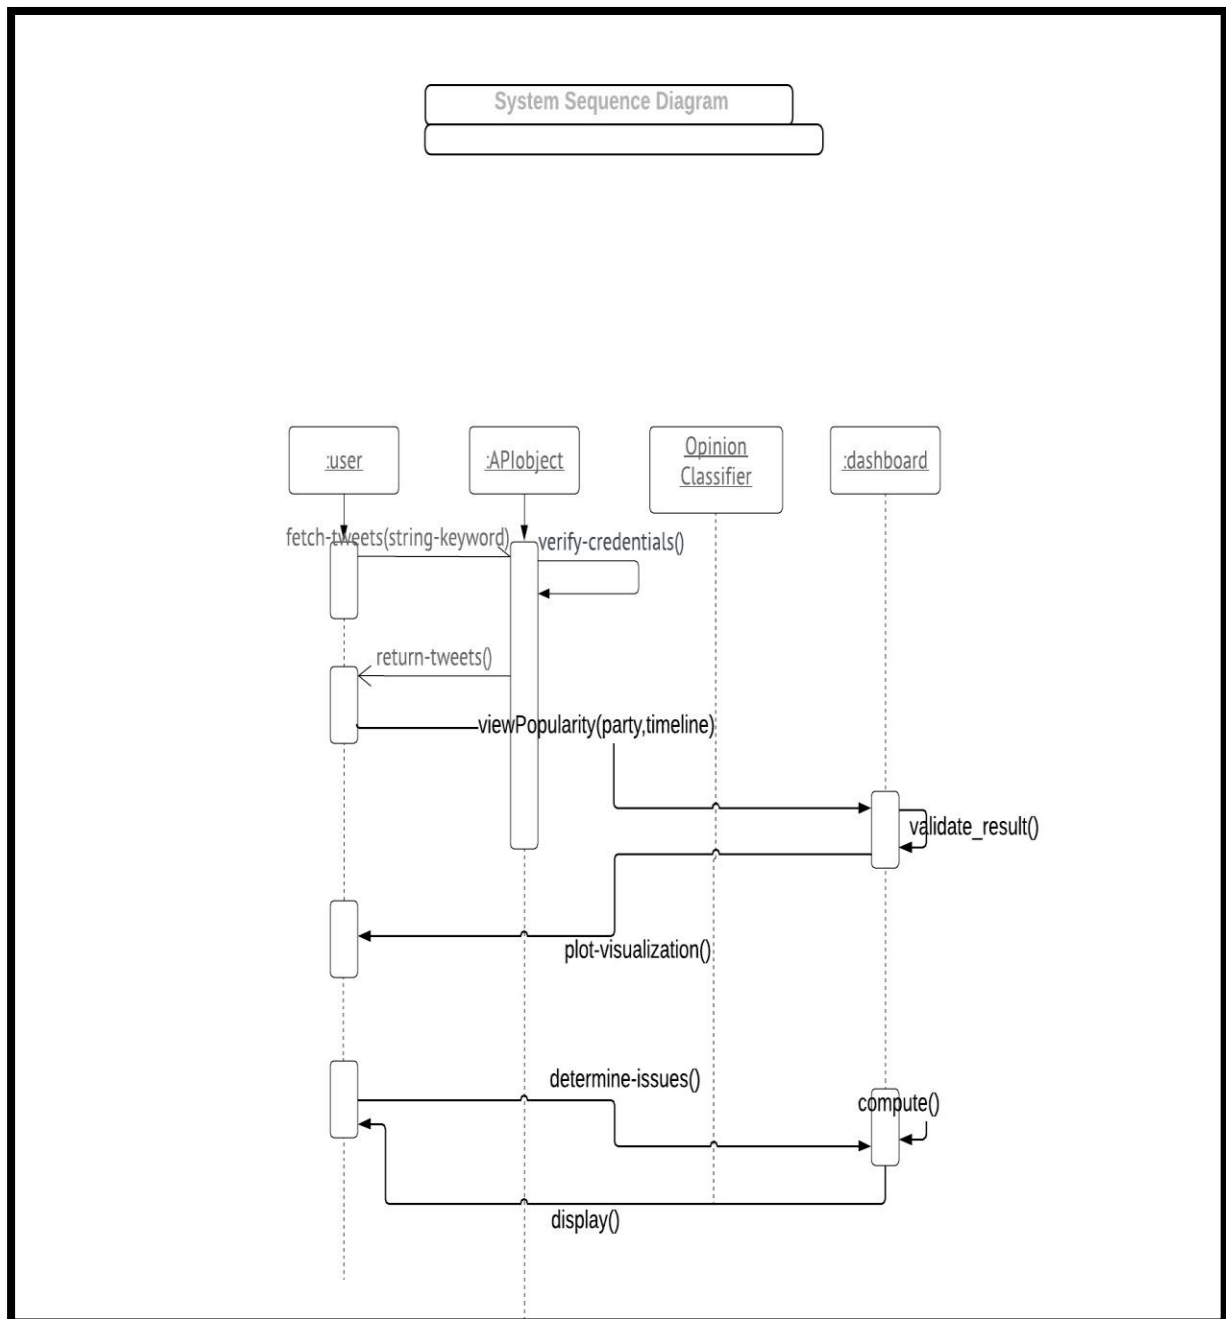 System Sequence Diagram
:user
:APIobject
Opinion
Classifier
:dashboard
fetch-tweets(string-keyword)
verify-credentials()
return-tweets()
viewPopularity(party,timeline)
validate_result()
plot-visualization()
determine-issues()
compute()
display()